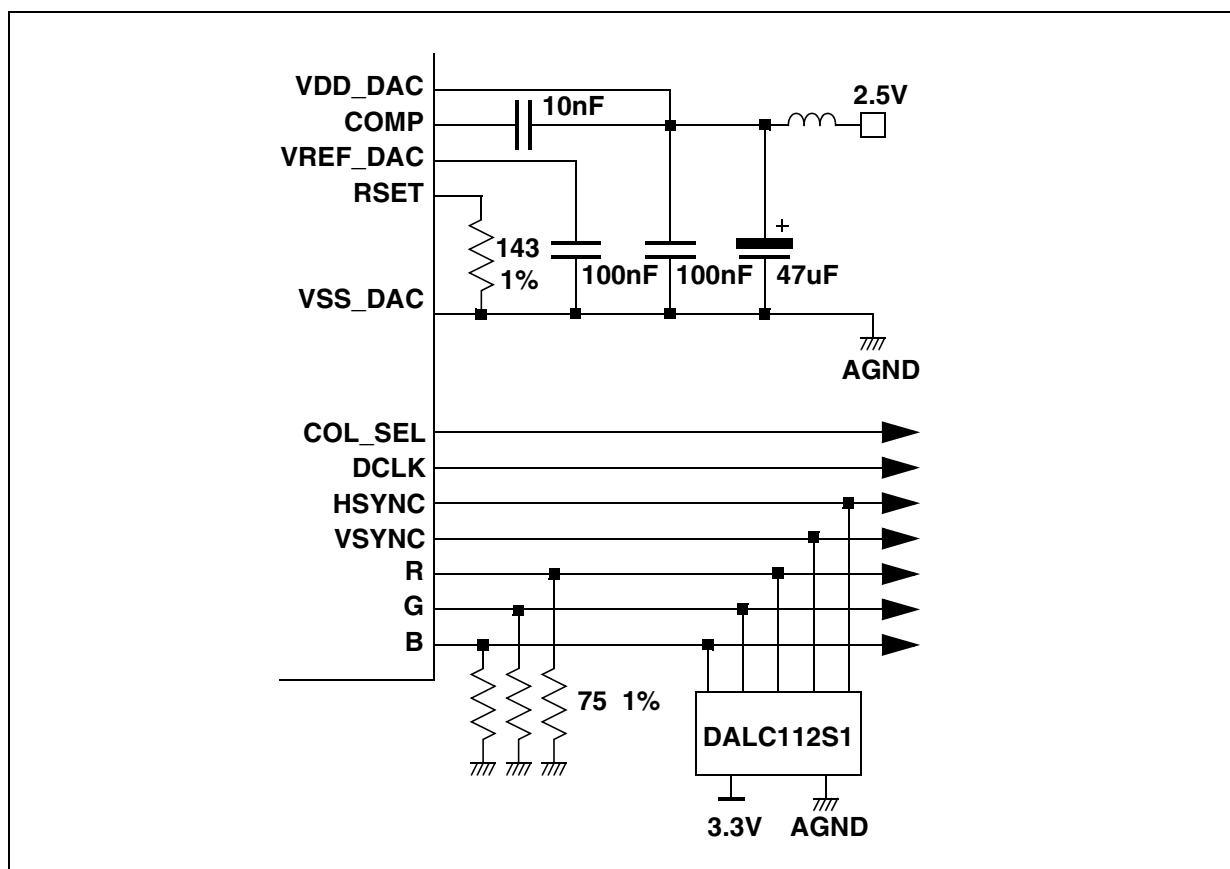 VDD_DAC
10nF
2.5V
COMP
VREF_DAC
RSET
143
1%
100nF
100nF
+
47uF
VSS_DAC
AGND
COL_SEL
DCLK
HSYNC
VSYNC
R
G
B
75 1%
DALC112S1
3.3V
AGND